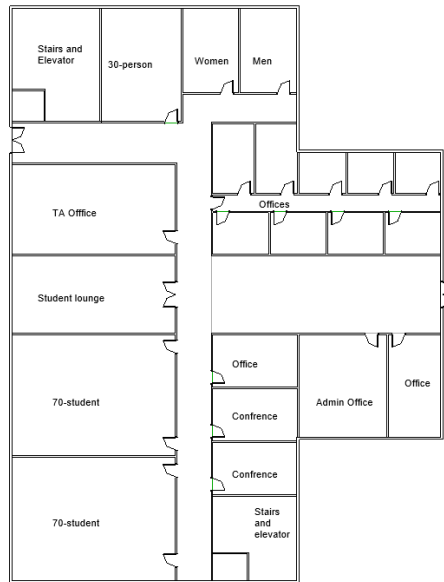 Stairs and
Elevator
30-person
Women
Men
TA Offfice
Offices
Student lounge
Office
70-student
Confrence
Admin Office
Office
Confrence
70-student
Stairs
and
elevator